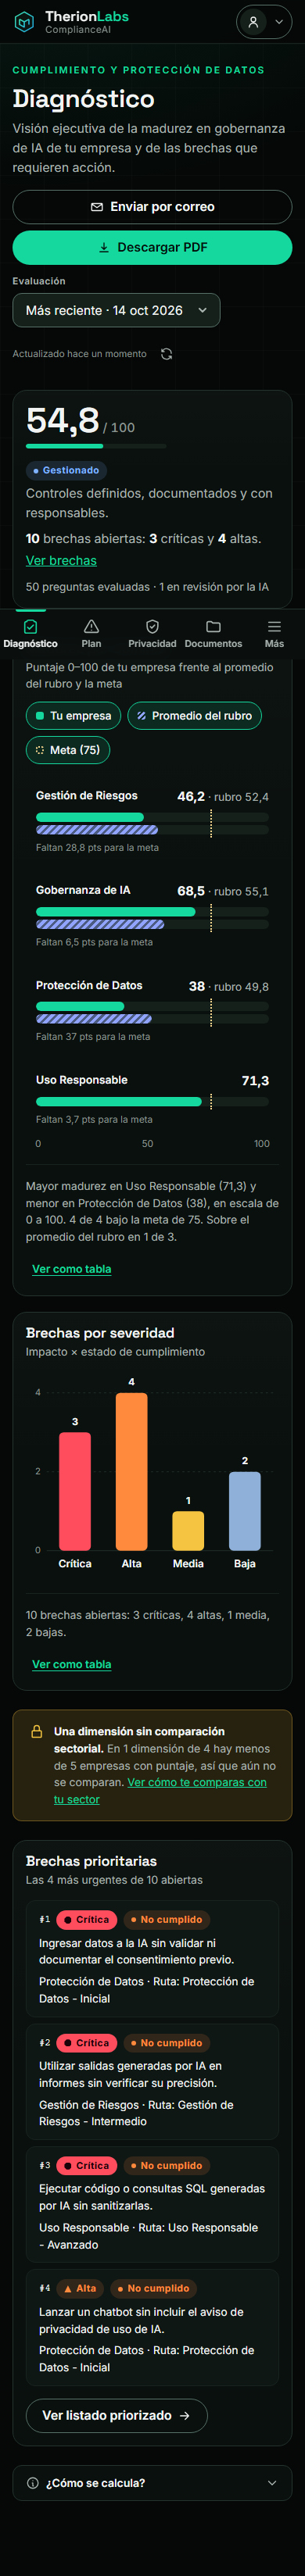 TherionLabs
ComplianceAI
CUMPLIMIENTO Y PROTECCIÓN DE DATOS
Diagnóstico
Visión ejecutiva de la madurez en gobernanza
de IA de tu empresa y de las brechas que
requieren acción.
Enviar por correo
Descargar PDF
Evaluación
Más reciente · 14 oct 2026
Actualizado hace un momento
54,8 / 100
Gestionado
Controles definidos, documentados y con
responsables.
10 brechas abiertas: 3 críticas y 4 altas.
Ver brechas
50 preguntas evaluadas · 1 en revisión por la IA
Diagnóstico Plan Privacidad Documentos Más
Puntaje 0–100 de tu empresa frente al promedio
del rubro y la meta
Tu empresa Promedio del rubro
Meta (75)
Gestión de Riesgos 46,2 · rubro 52,4
Faltan 28,8 pts para la meta
Gobernanza de IA 68,5 · rubro 55,1
Faltan 6,5 pts para la meta
Protección de Datos 38 · rubro 49,8
Faltan 37 pts para la meta
Uso Responsable 71,3
Faltan 3,7 pts para la meta
0 50 100
Mayor madurez en Uso Responsable (71,3) y
menor en Protección de Datos (38), en escala de
0 a 100. 4 de 4 bajo la meta de 75. Sobre el
promedio del rubro en 1 de 3.
Ver como tabla
Brechas por severidad
Impacto × estado de cumplimiento
4 4
3
2 2
1
0
Crítica Alta Media Baja
10 brechas abiertas: 3 críticas, 4 altas, 1 media,
2 bajas.
Ver como tabla
Una dimensión sin comparación
sectorial. En 1 dimensión de 4 hay menos
de 5 empresas con puntaje, así que aún no
se comparan. Ver cómo te comparas con
tu sector
Brechas prioritarias
Las 4 más urgentes de 10 abiertas
#1 Crítica No cumplido
Ingresar datos a la IA sin validar ni
documentar el consentimiento previo.
Protección de Datos · Ruta: Protección de
Datos - Inicial
#2 Crítica No cumplido
Utilizar salidas generadas por IA en
informes sin verificar su precisión.
Gestión de Riesgos · Ruta: Gestión de
Riesgos - Intermedio
#3 Crítica No cumplido
Ejecutar código o consultas SQL generadas
por IA sin sanitizarlas.
Uso Responsable · Ruta: Uso Responsable
- Avanzado
#4 Alta No cumplido
Lanzar un chatbot sin incluir el aviso de
privacidad de uso de IA.
Protección de Datos · Ruta: Protección de
Datos - Inicial
Ver listado priorizado →
¿Cómo se calcula?